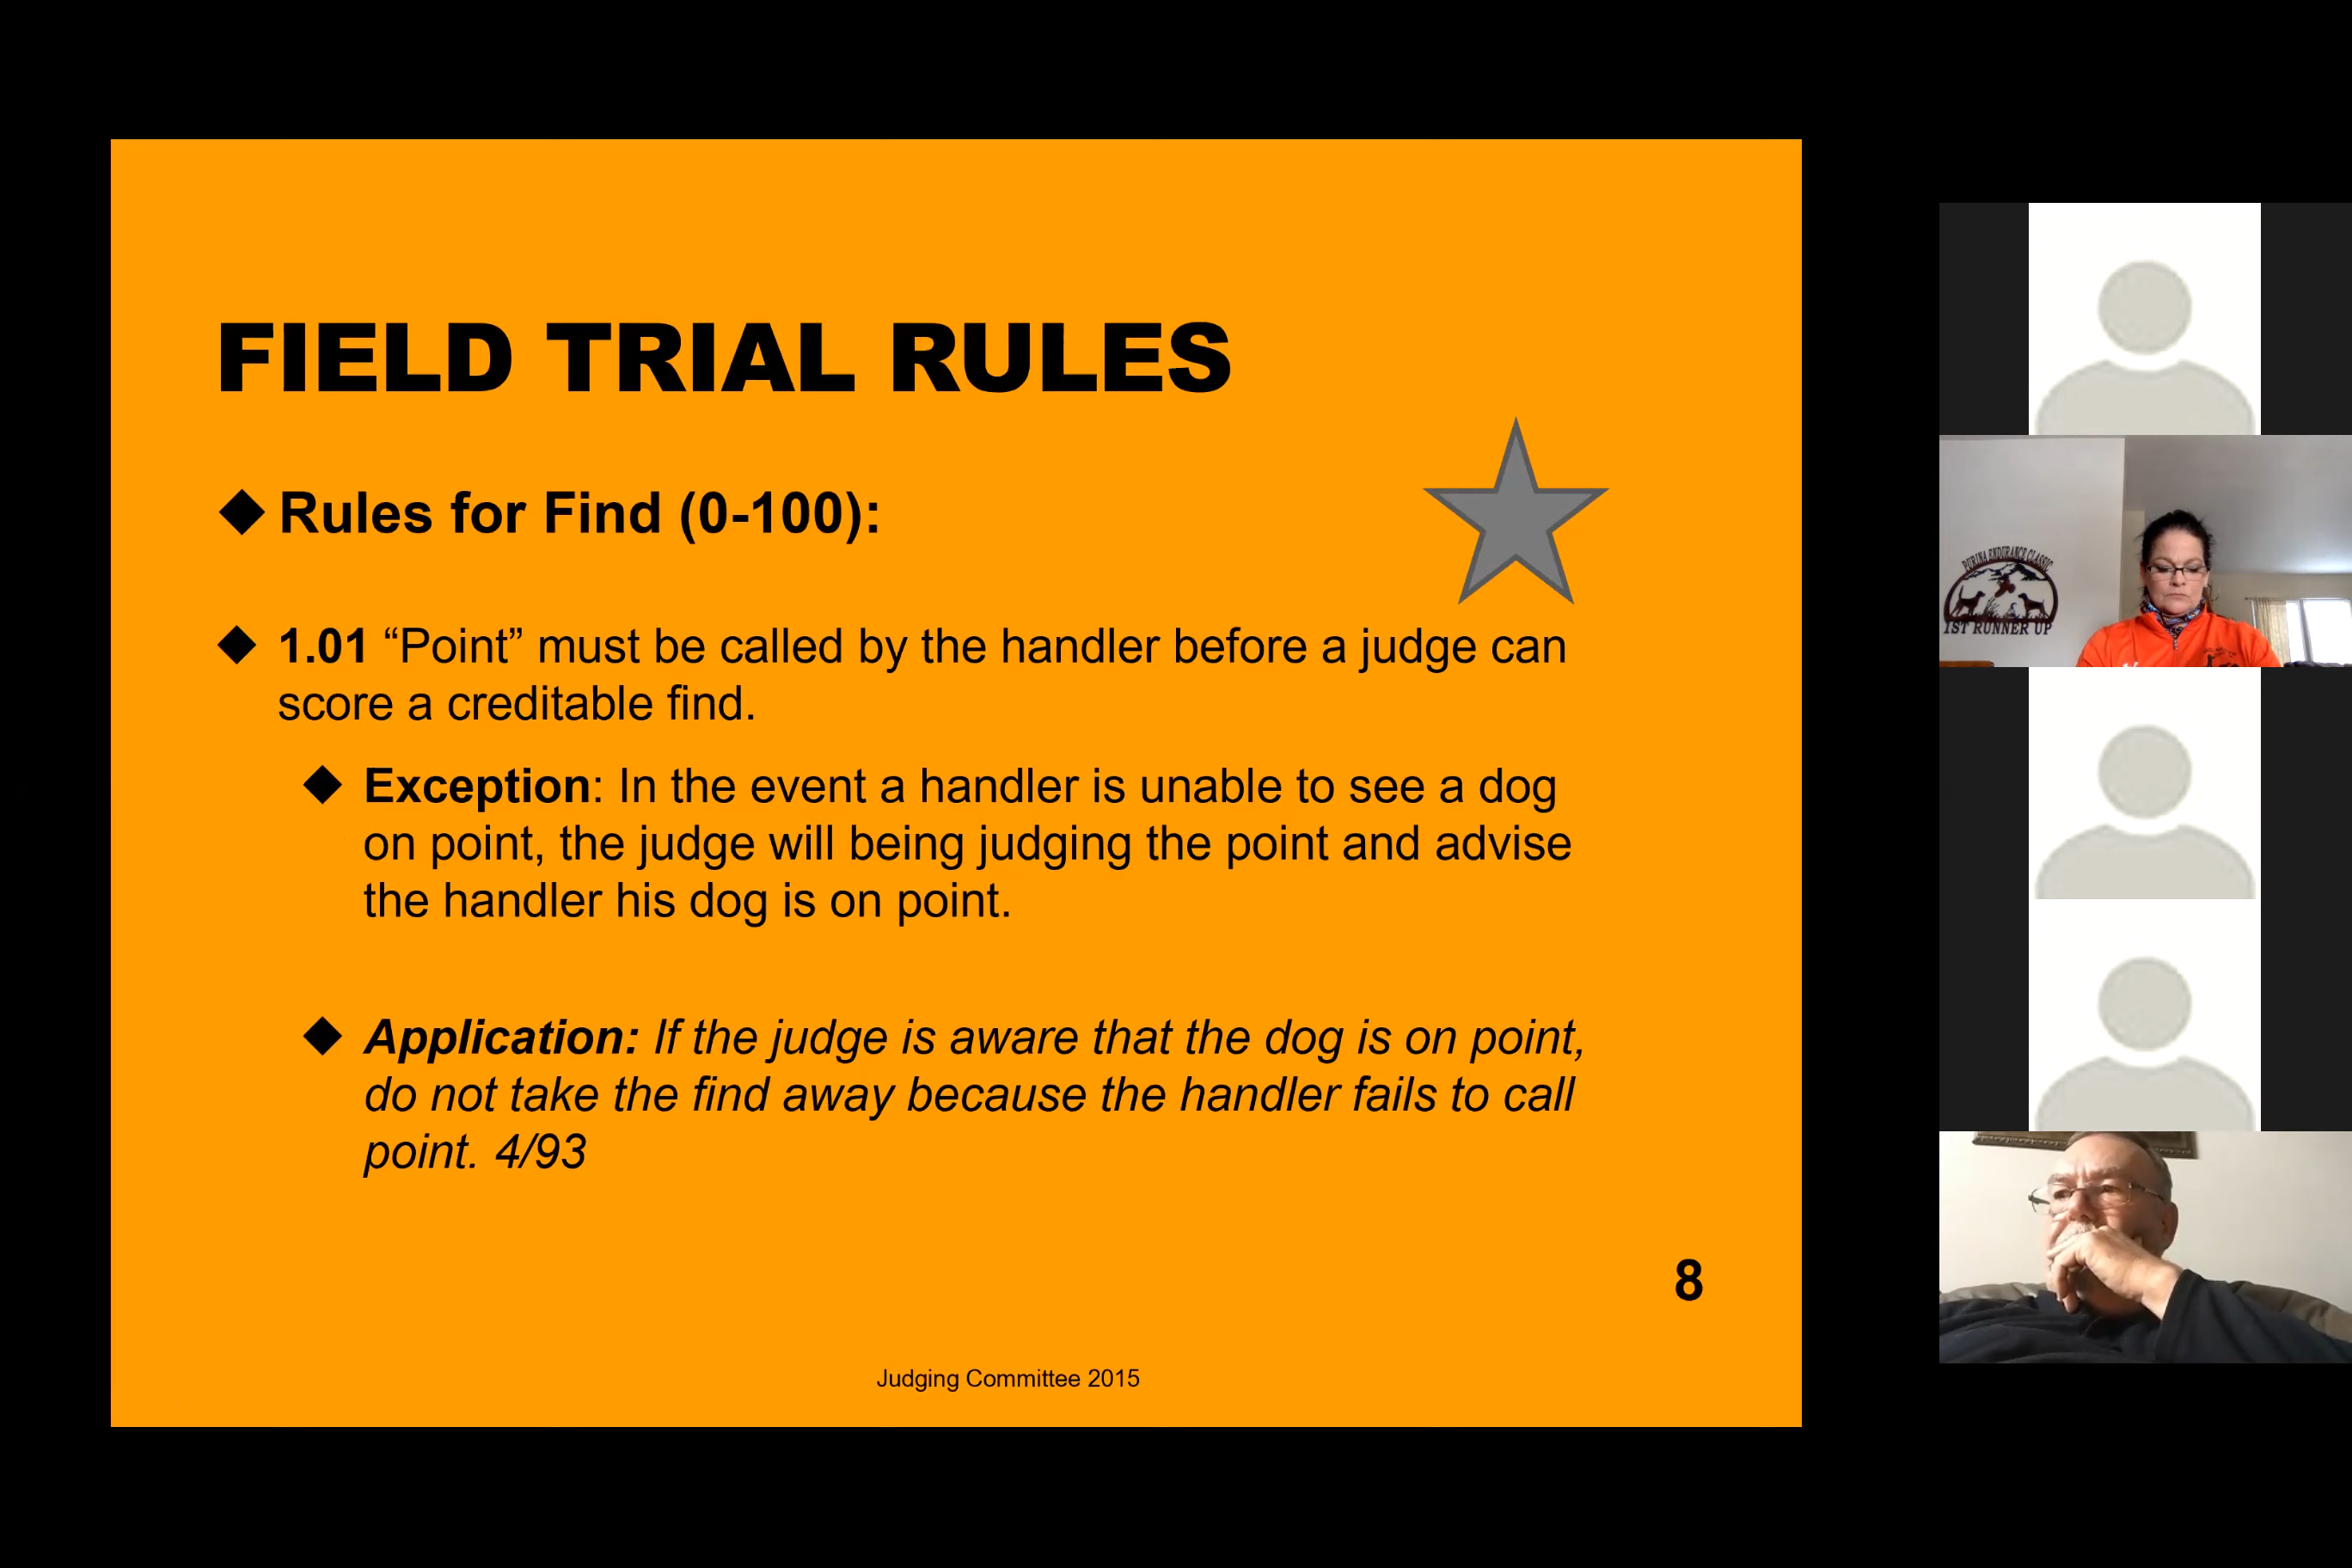 FIELD TRIAL RULES
Rules for Find (0-100):
1.01 “Point” must be called by the handler before a judge can
score a creditable find.
Exception: In the event a handler is unable to see a dog
on point, the judge will being judging the point and advise
the handler his dog is on point.
Application: If the judge is aware that the dog is on point,
do not take the find away because the handler fails to call
point. 4/93
8
Judging Committee 2015
PURINA ENDURANCE CLASSIC
1ST RUNNER UP